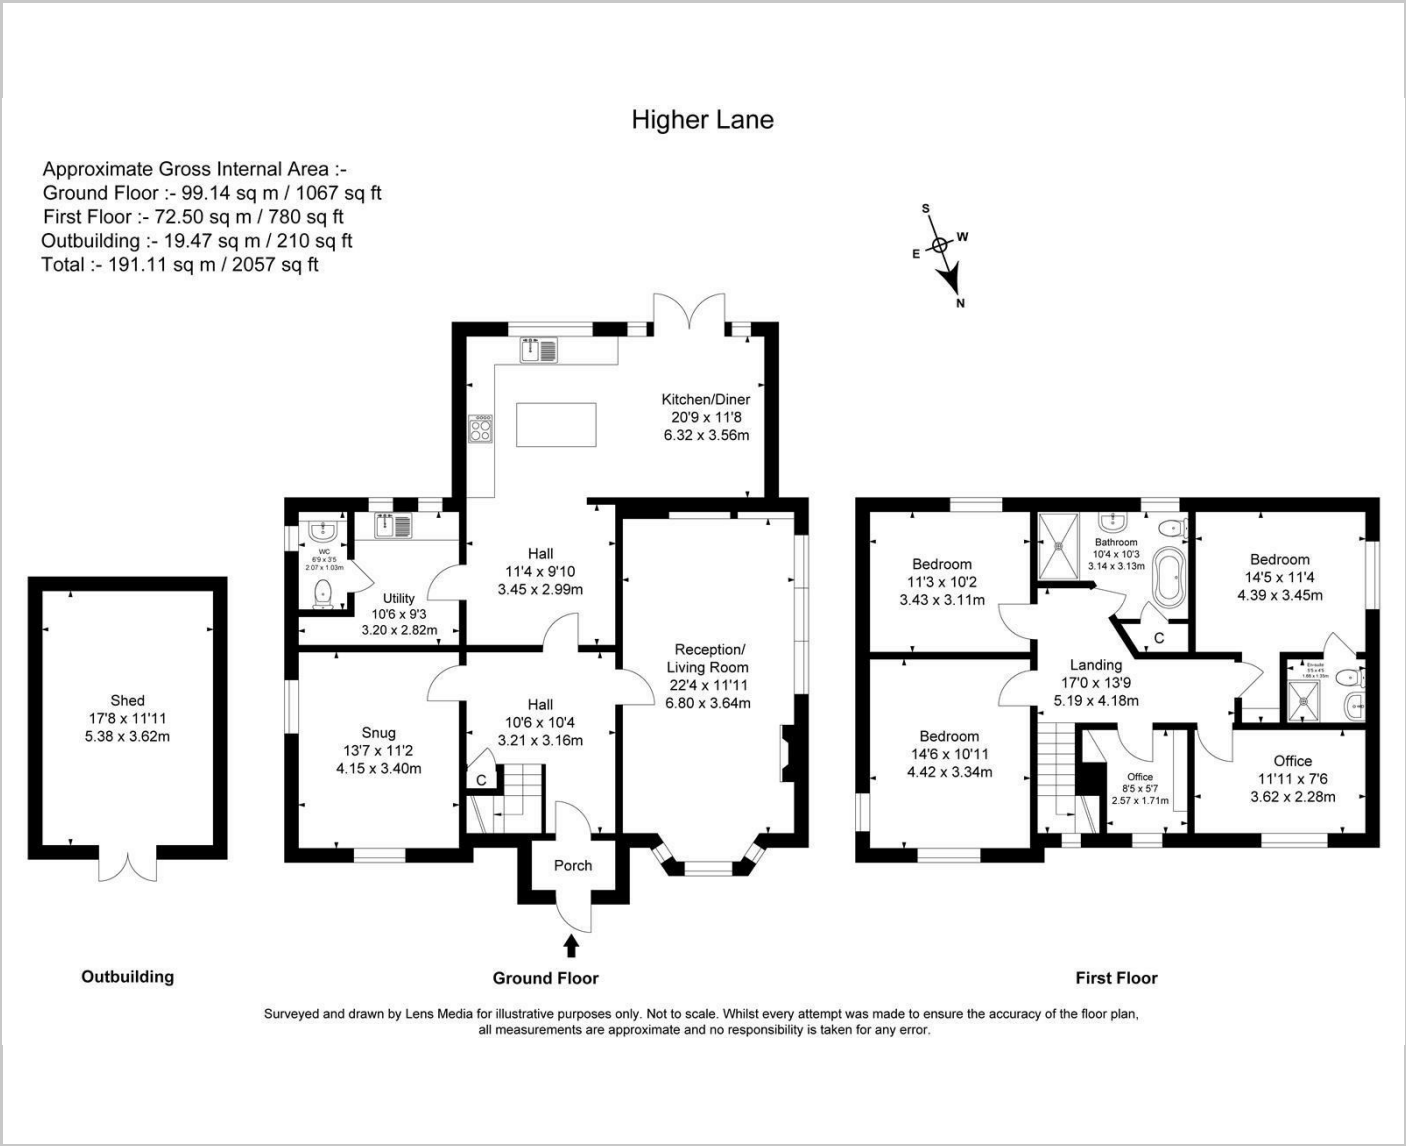 Higher Lane
Approximate Gross Internal Area :-
Ground Floor :- 99.14 sq m / 1067 sq ft
First Floor :- 72.50 sq m / 780 sq ft
Outbuilding :- 19.47 sq m / 210 sq ft
Total :- 191.11 sq m / 2057 sq ft
S
W
E
N
Kitchen/Diner
20'9 x 11'8
6.32 x 3.56m
WC
6'9 x 3'5
2.07 x 1.03m
Utility
10'6 x 9'3
3.20 x 2.82m
Hall
11'4 x 9'10
3.45 x 2.99m
Reception/
Living Room
22'4 x 11'11
6.80 x 3.64m
Snug
13'7 x 11'2
4.15 x 3.40m
Hall
10'6 x 10'4
3.21 x 3.16m
C
Porch
Shed
17'8 x 11'11
5.38 x 3.62m
Bedroom
11'3 x 10'2
3.43 x 3.11m
Bathroom
10'4 x 10'3
3.14 x 3.13m
Bedroom
14'5 x 11'4
4.39 x 3.45m
C
Landing
17'0 x 13'9
5.19 x 4.18m
En-suite
Bedroom
14'6 x 10'11
4.42 x 3.34m
Office
8'5 x 5'7
2.57 x 1.71m
Office
11'11 x 7'6
3.62 x 2.28m
Outbuilding
Ground Floor
First Floor
Surveyed and drawn by Lens Media for illustrative purposes only. Not to scale. Whilst every attempt was made to ensure the accuracy of the floor plan,
all measurements are approximate and no responsibility is taken for any error.